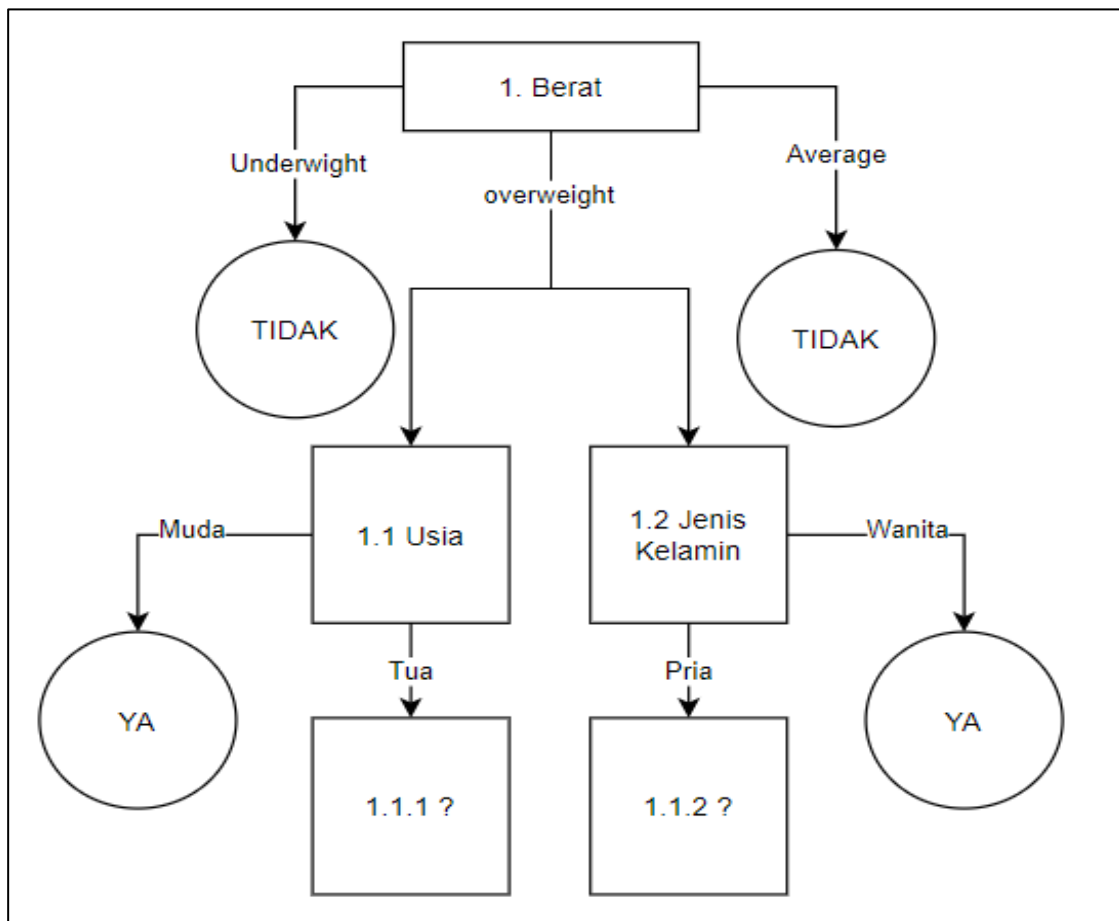 1. Berat
Underwight
overweight
Average
TIDAK
TIDAK
1.1 Usia
1.2 Jenis
Kelamin
Muda
Wanita
Tua
Pria
YA
YA
1.1.1 ?
1.1.2 ?